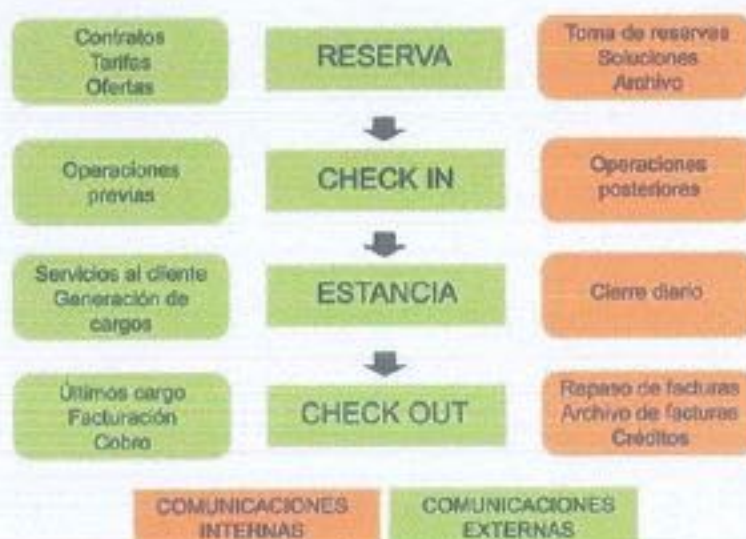 Contratos
Tarifas
Ofertas
RESERVA
Toma de reservas
Soluciones
Archivo
Operaciones
previas
CHECK IN
Operaciones
posteriores
Servicios al cliente
Generación de
cargos
ESTANCIA
Cierre diario
Últimos cargo
Facturación
Cobro
CHECK OUT
Repaso de facturas
Archivo de facturas
Créditos
COMUNICACIONES
INTERNAS
COMUNICACIONES
EXTERNAS